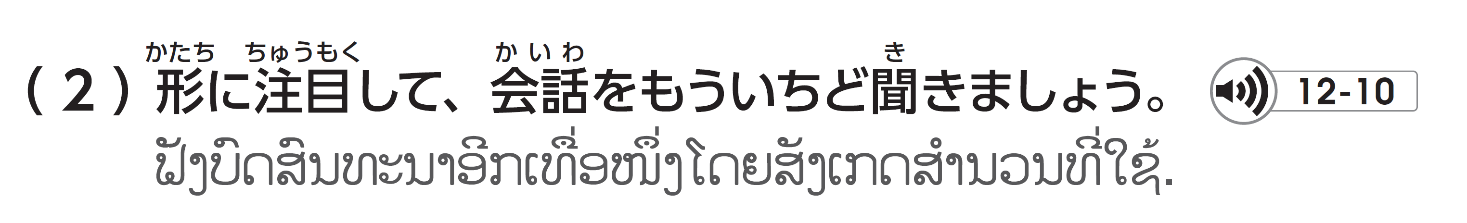 かたち ちゅうもく かいわ き
(2)形に注目して、会話をもういちど聞きましょう。 12-10
ຟັງບົດສົນທະນາອີກເທື່ອໜຶ່ງໂດຍສັງເກດສຳນວນທີ່ໃຊ້.